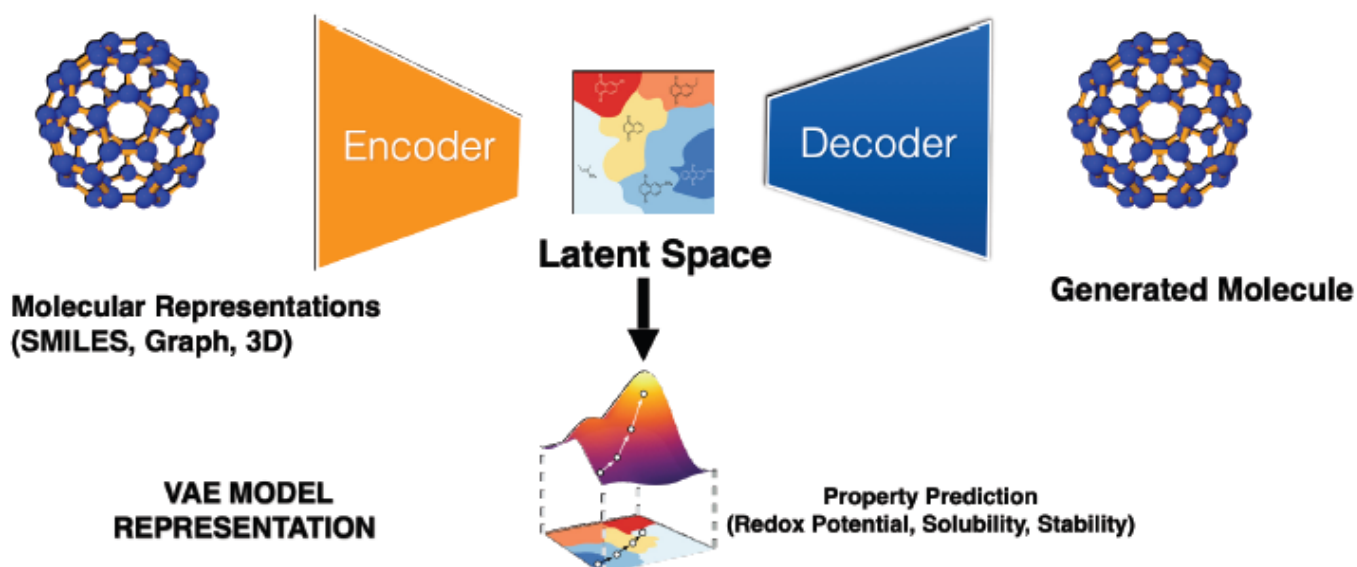 Encoder
Decoder
Latent Space
Molecular Representations
(SMILES, Graph, 3D)
Generated Molecule
VAE MODEL
REPRESENTATION
Property Prediction
(Redox Potential, Solubility, Stability)